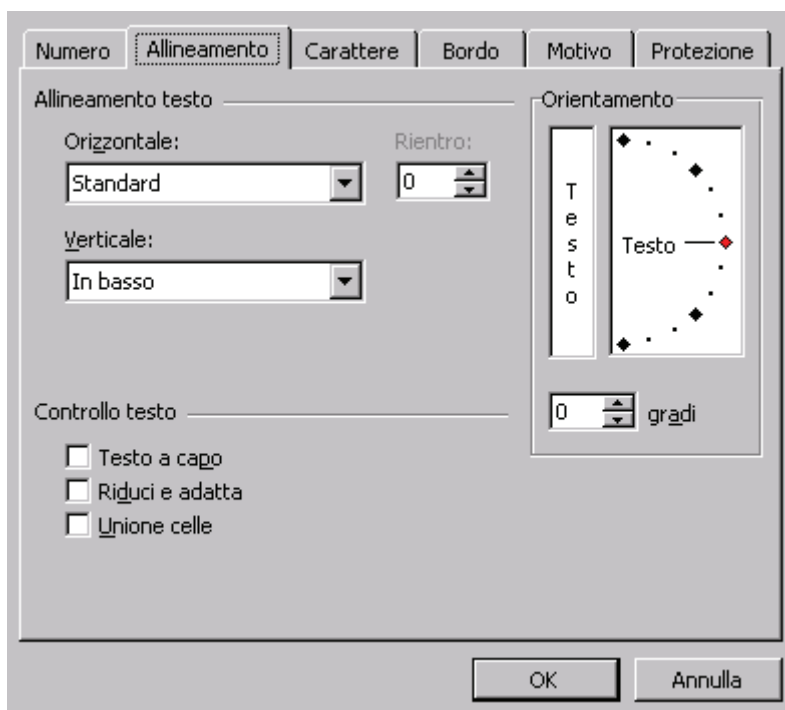 Numero Allineamento Carattere Bordo Motivo Protezione
Allineamento testo
Orizzontale:
Rientro:
Standard
0
Verticale:
In basso
Controllo testo
Testo a capo
Riduci e adatta
Unione celle
Orientamento
T
e
s
t
o
Testo
0 gradi
OK Annulla